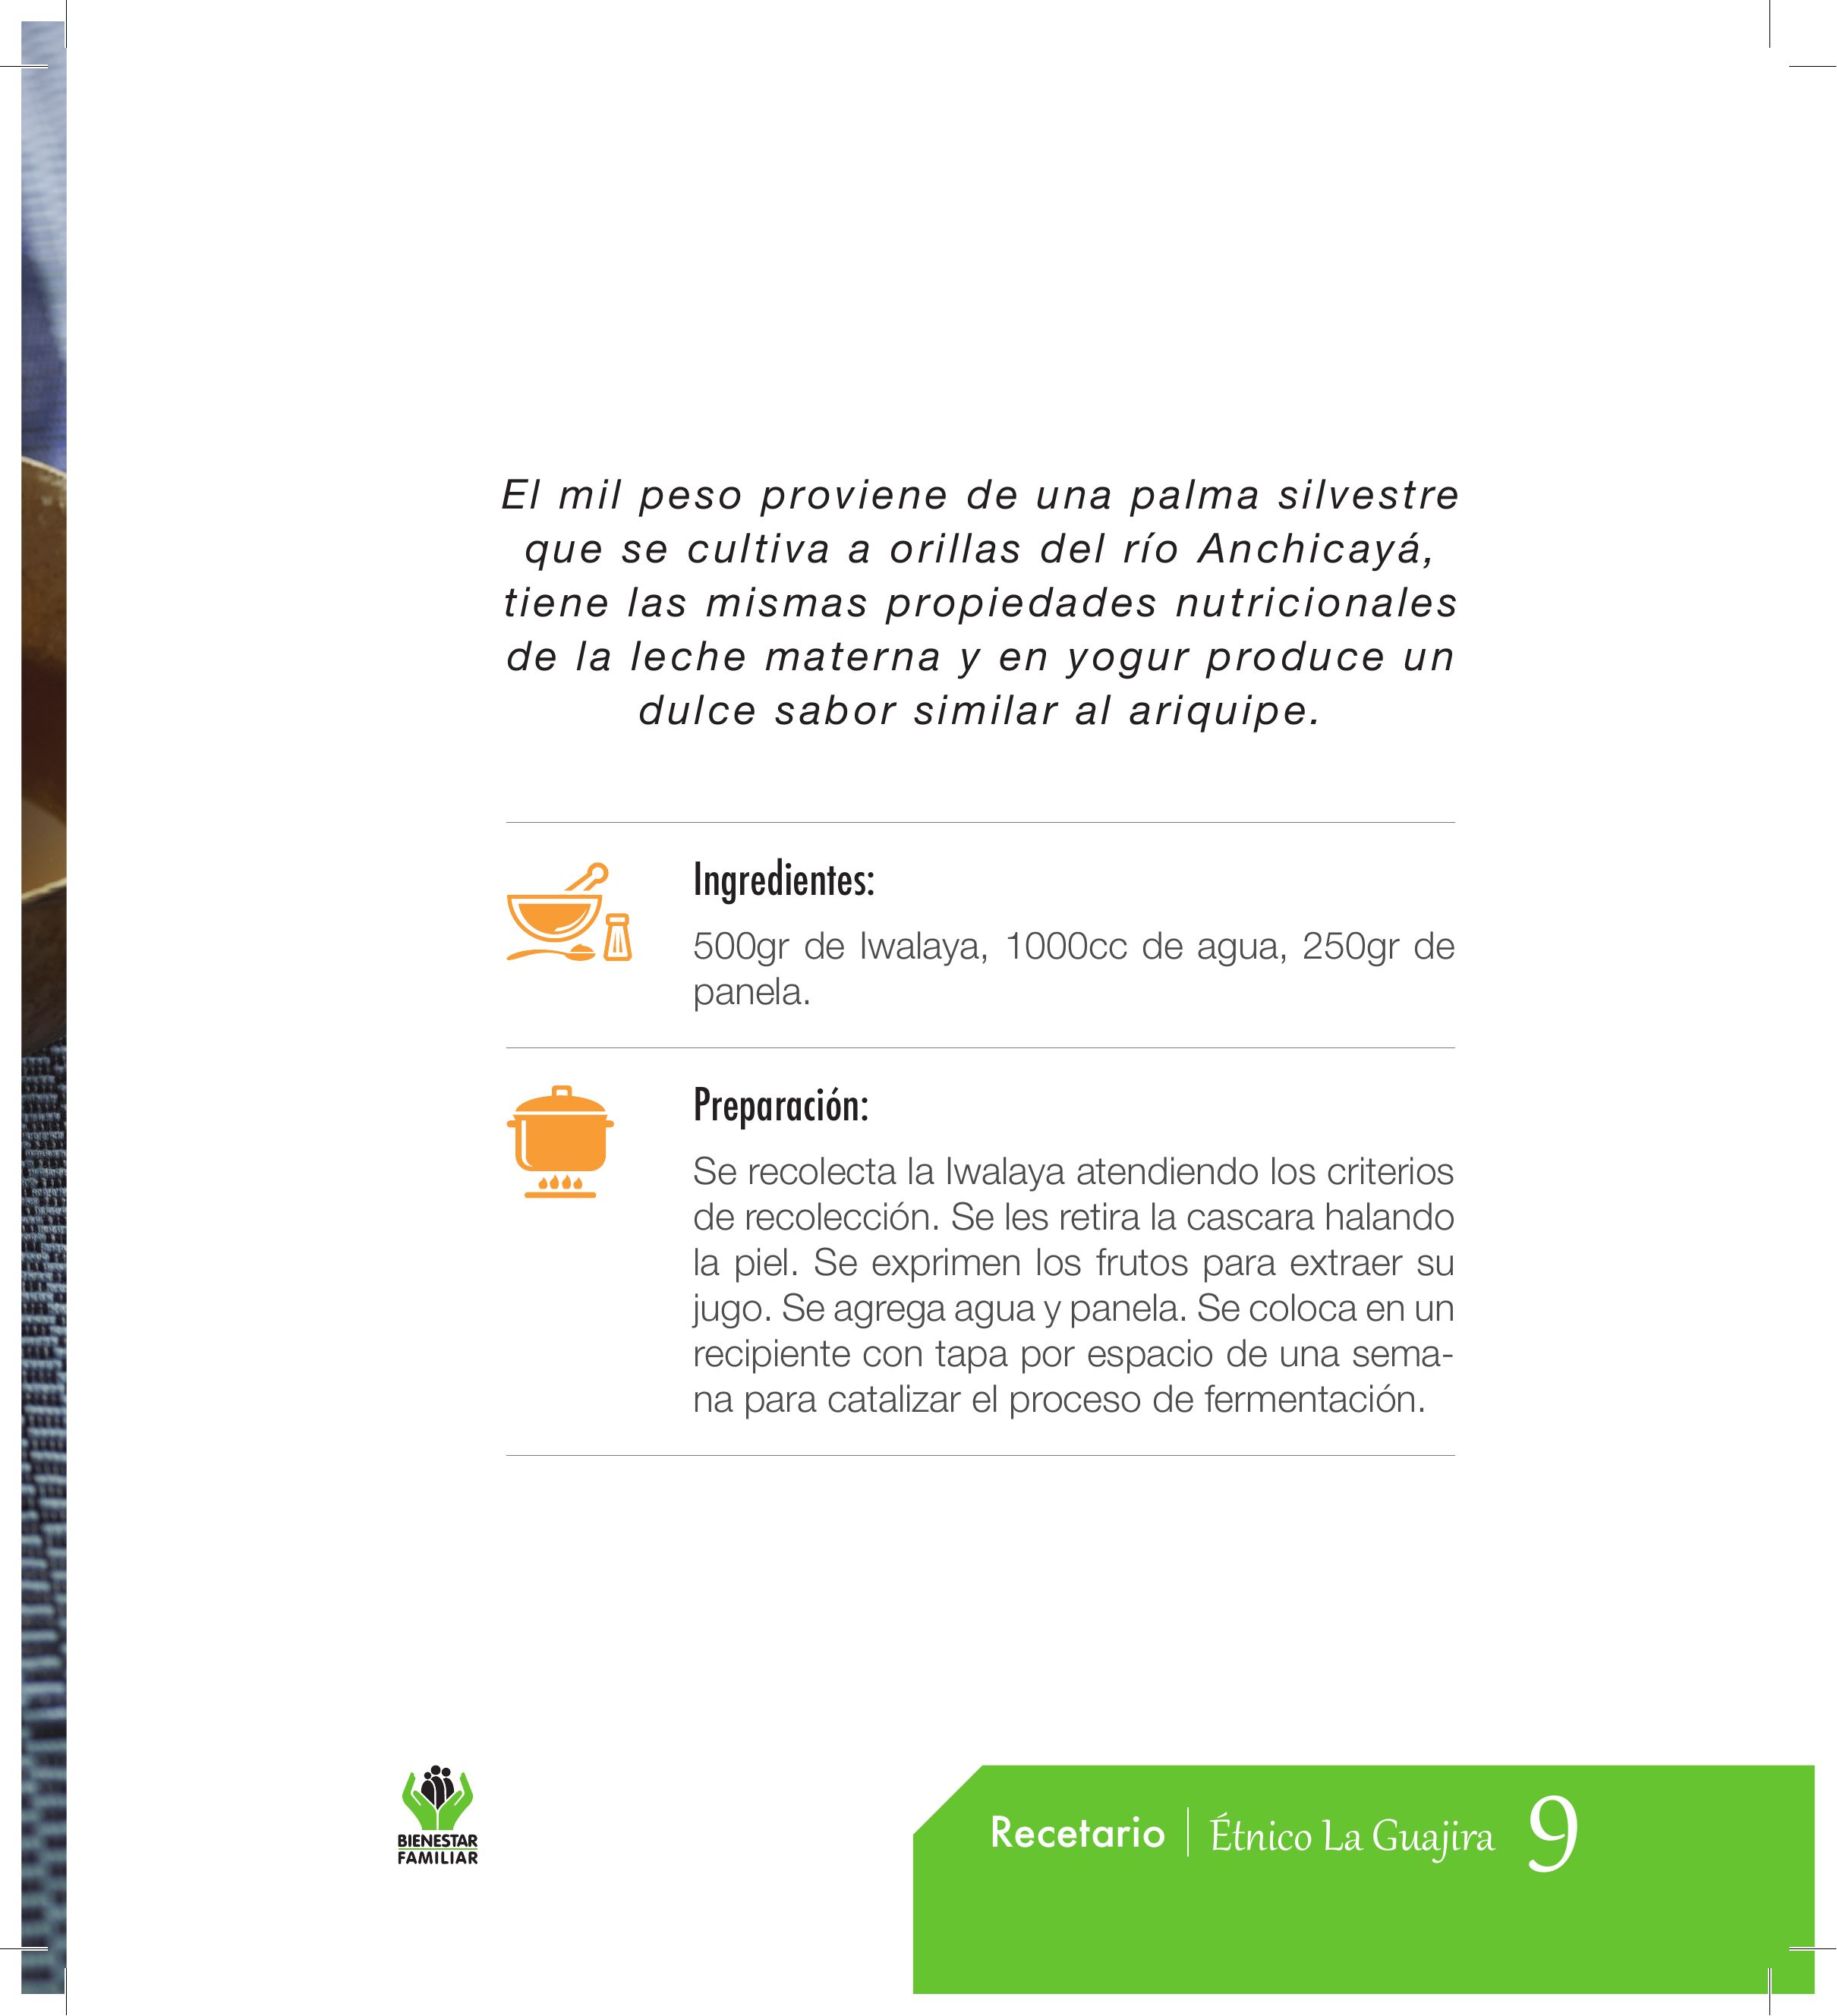 El mil peso proviene de una palma silvestre
que se cultiva a orillas del río Anchicayá,
tiene las mismas propiedades nutricionales
de la leche materna y en yogur produce un
dulce sabor similar al ariquipe.
Ingredientes:
500gr de Iwalaya, 1000cc de agua, 250gr de
panela.
Preparación:
Se recolecta la Iwalaya atendiendo los criterios
de recolección. Se les retira la cascara halando
la piel. Se exprimen los frutos para extraer su
jugo. Se agrega agua y panela. Se coloca en un
recipiente con tapa por espacio de una sema-
na para catalizar el proceso de fermentación.
BIENESTAR
FAMILIAR
Recetario | Étnico La Guajira 9